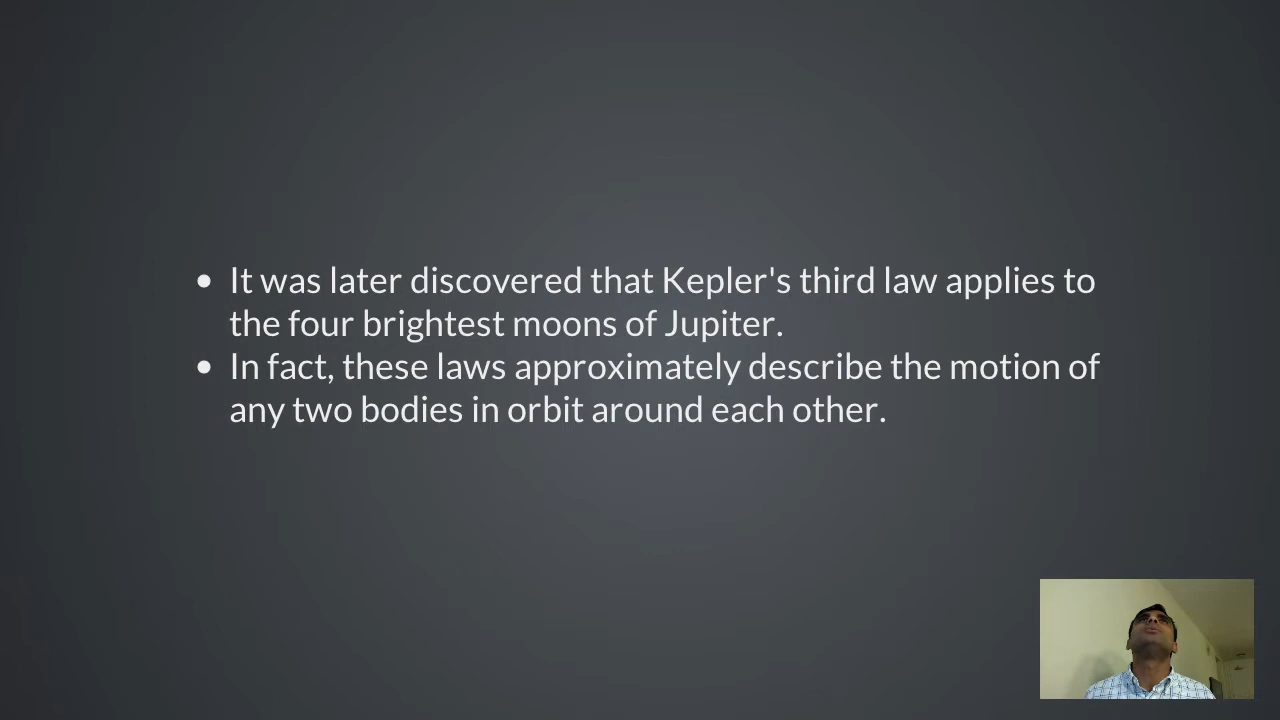 • It was later discovered that Kepler's third law applies to
the four brightest moons of Jupiter.
• In fact, these laws approximately describe the motion of
any two bodies in orbit around each other.